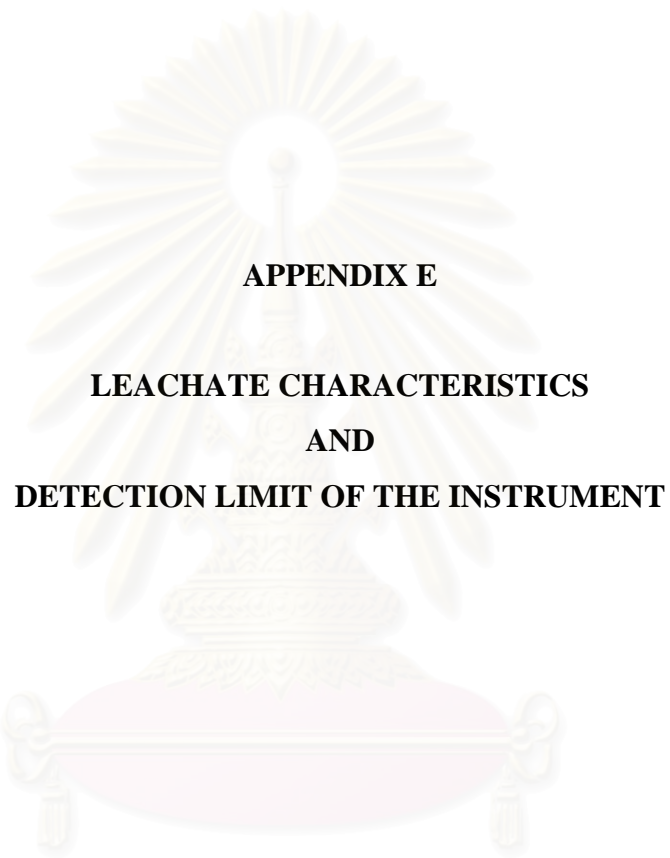 APPENDIX E
LEACHATE CHARACTERISTICS
AND
DETECTION LIMIT OF THE INSTRUMENT